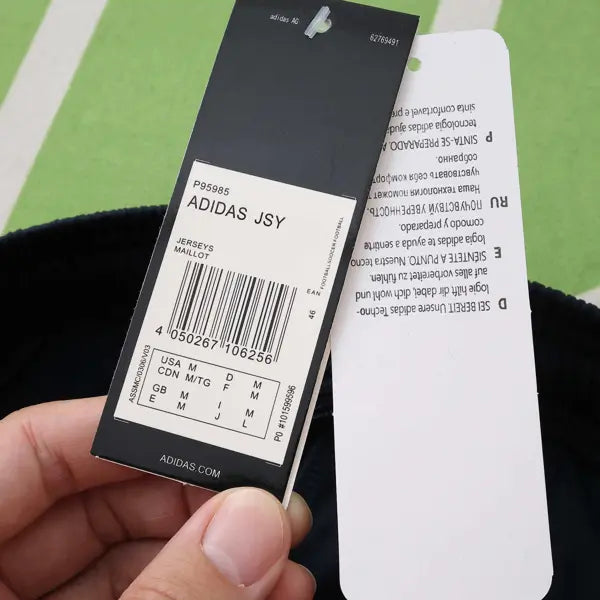 adidas AG
62769491
P95985
ADIDAS JSY
JERSEYS
MAILLOT
FOOTBALL/SOCCER-FOOTBALL
EAN
46
4 050267 106256
ASSMC/0306/V03
USA M D M
CDN M/TG F M
GB M I M
E M J L
PO #101599596
ADIDAS.COM
D SEI BEREIT. Unsere adidas Techno-
logie hilft dir dabei, dich wohl und
auf alles vorbereitet zu fühlen.
E SIÉNTETE A PUNTO. Nuestra tecno
logía adidas te ayuda a sentirte
cómodo y preparado.
RU ПОЧУВСТВУЙ УВЕРЕННОСТЬ.
Наша технология поможет
чувствовать себя комфорт
собранно.
P SINTA-SE PREPARADO. A
tecnologia adidas ajuda
sinta confortável e pre